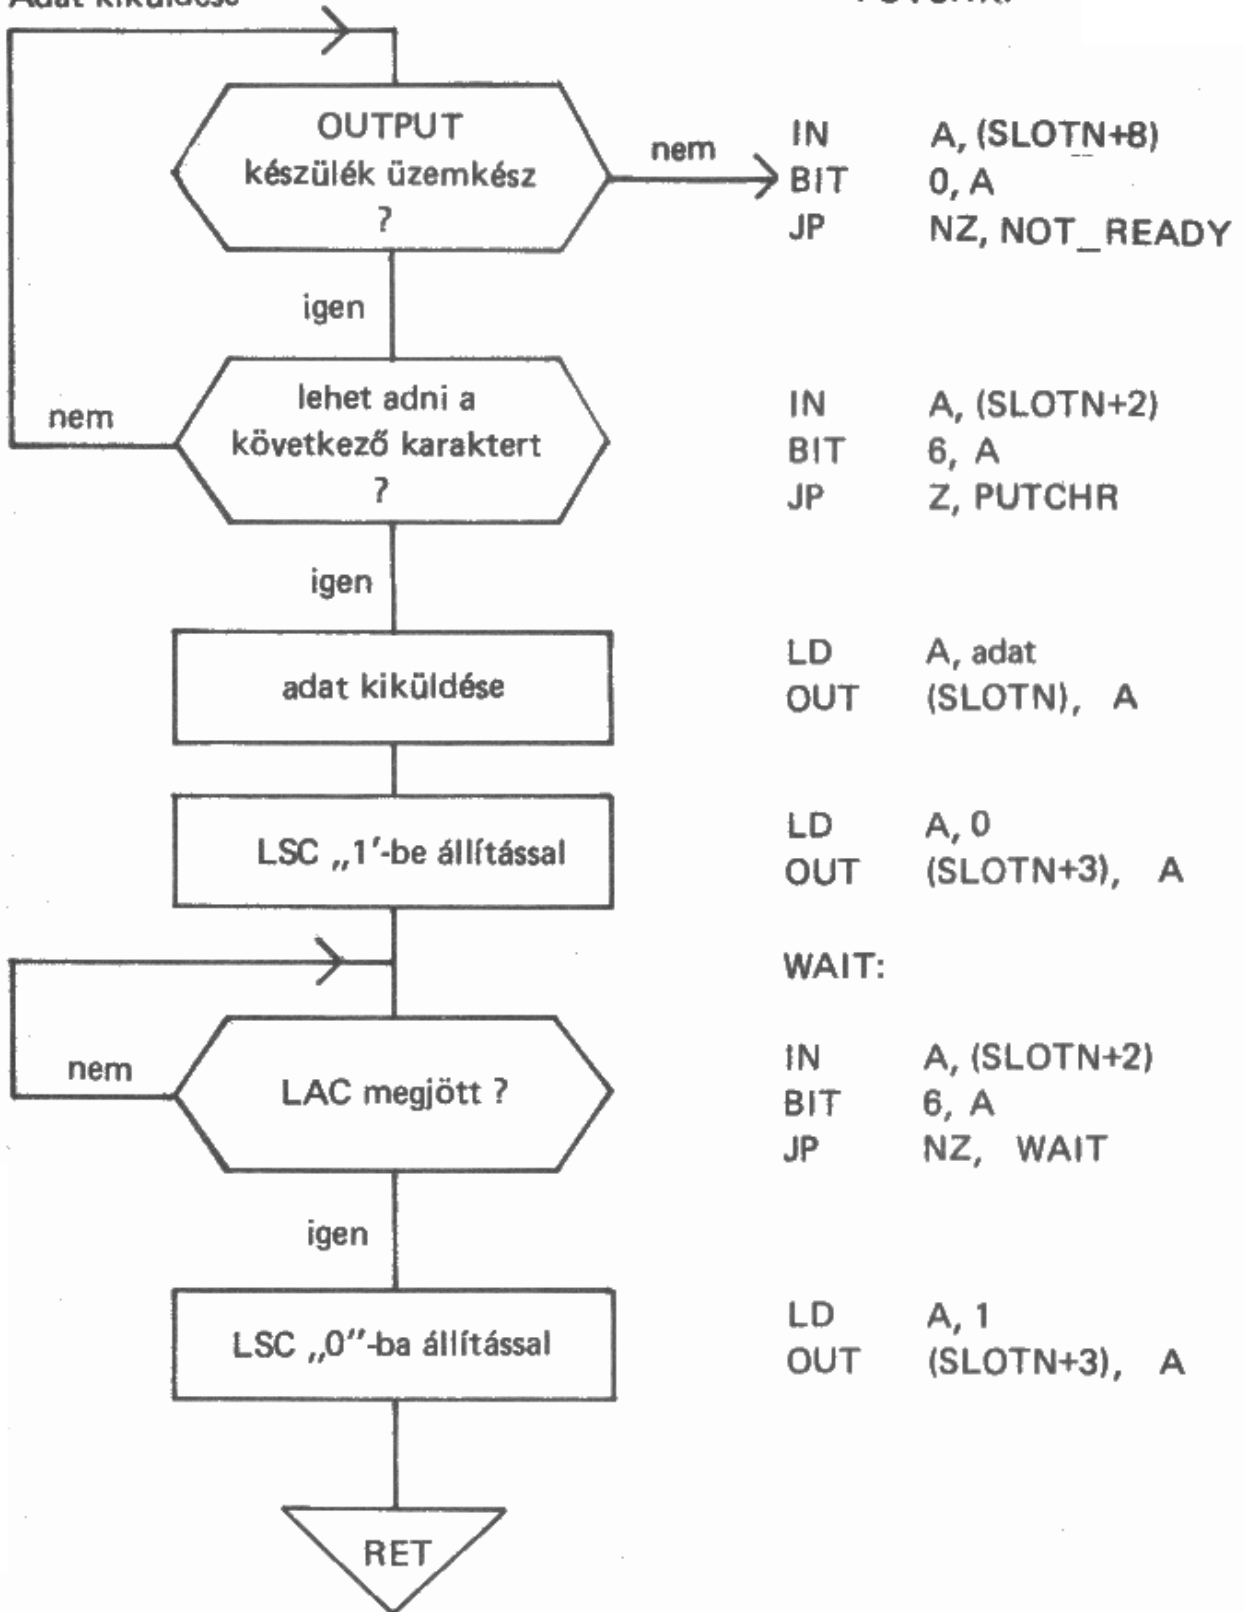 Adat kiküldése
OUTPUT
készülék üzemkész
?
nem
igen
IN A, (SLOTN+8)
BIT 0, A
JP NZ, NOT_READY
lehet adni a
következő karaktert
?
nem
igen
IN A, (SLOTN+2)
BIT 6, A
JP Z, PUTCHR
adat kiküldése
LD A, adat
OUT (SLOTN), A
LSC „1'-be állítással
LD A, 0
OUT (SLOTN+3), A
WAIT:
LAC megjött ?
nem
igen
IN A, (SLOTN+2)
BIT 6, A
JP NZ, WAIT
LSC „0"-ba állítással
LD A, 1
OUT (SLOTN+3), A
RET